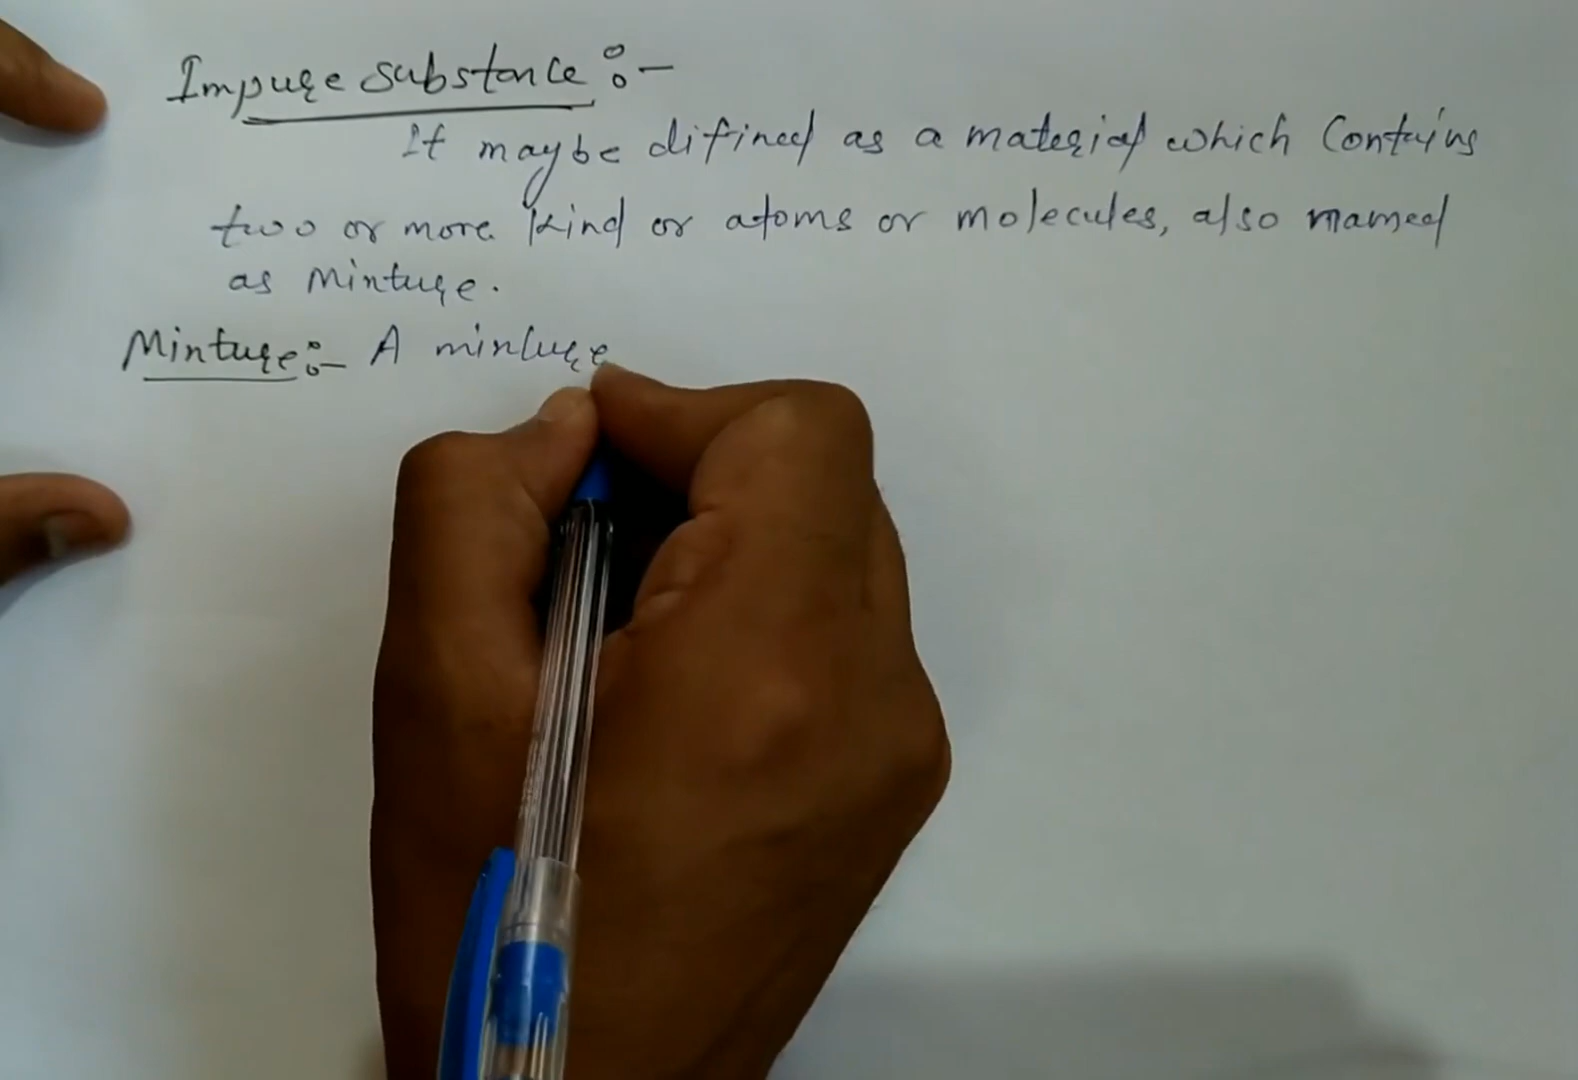 Impure substance :-
It maybe difined as a material which Contains
two or more kind or atoms or molecules, also named
as Mixture.
Mixture:- A mixture